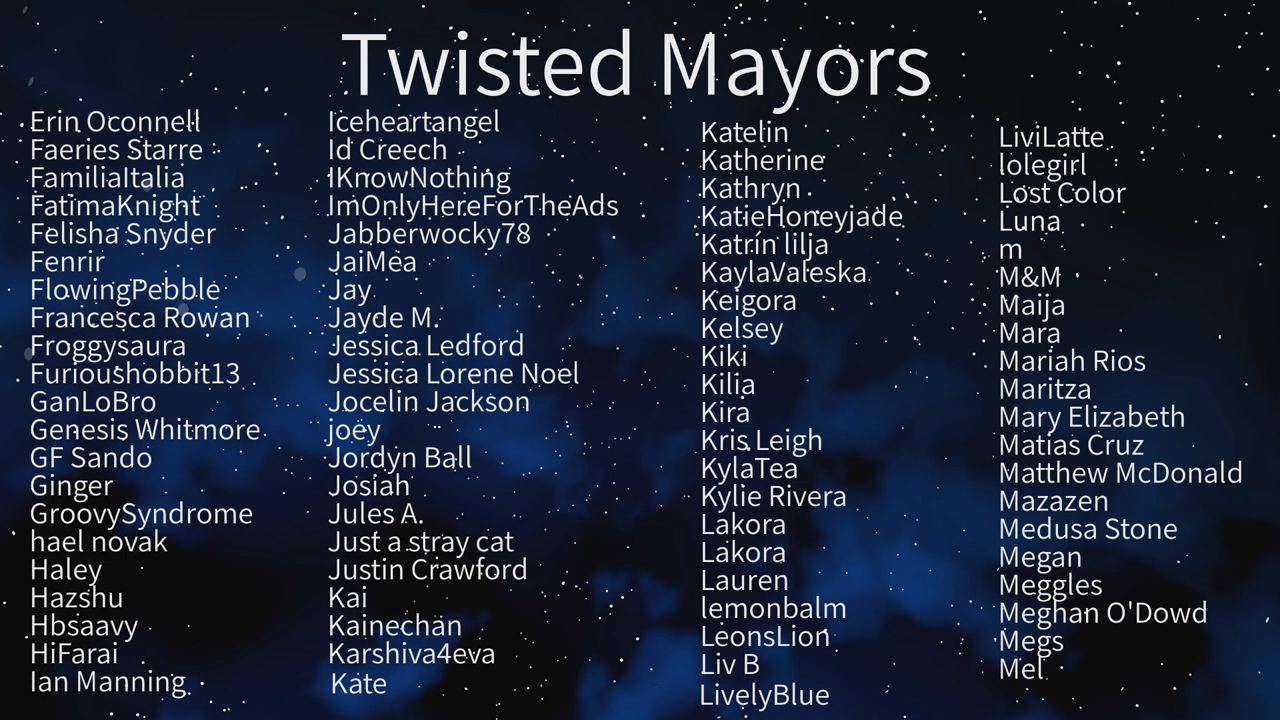 Twisted Mayors
Erin Oconnell
Faeries Starre
FamiliaItalia
FatimaKnight
Felisha Snyder
Fenrir
FlowingPebble
Francesca Rowan
Froggysaura
Furioushobbit13
GanLoBro
Genesis Whitmore
GF Sando
Ginger
GroovySyndrome
hael novak
Haley
Hazshu
Hbsaavy
HiFarai
Ian Manning
Iceheartangel
Id Creech
IKnowNothing
ImOnlyHereForTheAds
Jabberwocky78
JaiMea
Jay
Jayde M.
Jessica Ledford
Jessica Lorene Noel
Jocelin Jackson
joey
Jordyn Ball
Josiah
Jules A.
Just a stray cat
Justin Crawford
Kai
Kainechan
Karshiva4eva
Kate
Katelin
Katherine
Kathryn
KatieHoneyjade
Katrín lilja
KaylaValeska
Keigora
Kelsey
Kiki
Kilia
Kira
Kris Leigh
KylaTea
Kylie Rivera
Lakora
Lakora
Lauren
lemonbalm
LeonsLion
Liv B
LivelyBlue
LiviLatte
lolegirl
Lost Color
Luna
m
M&M
Maija
Mara
Mariah Rios
Maritza
Mary Elizabeth
Matias Cruz
Matthew McDonald
Mazazen
Medusa Stone
Megan
Meggles
Meghan O'Dowd
Megs
Mel